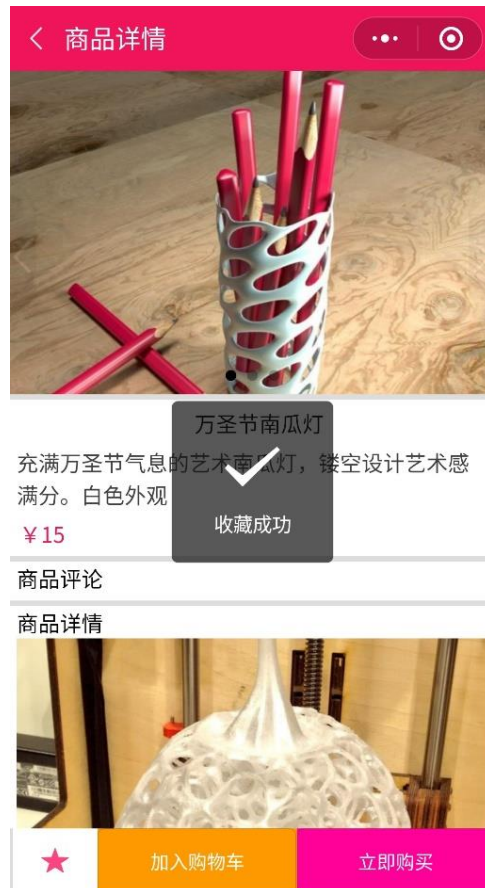 商品详情
万圣节南瓜灯
充满万圣节气息的艺术南瓜灯，镂空设计艺术感
满分。白色外观
收藏成功
￥15
商品评论
商品详情
加入购物车
立即购买